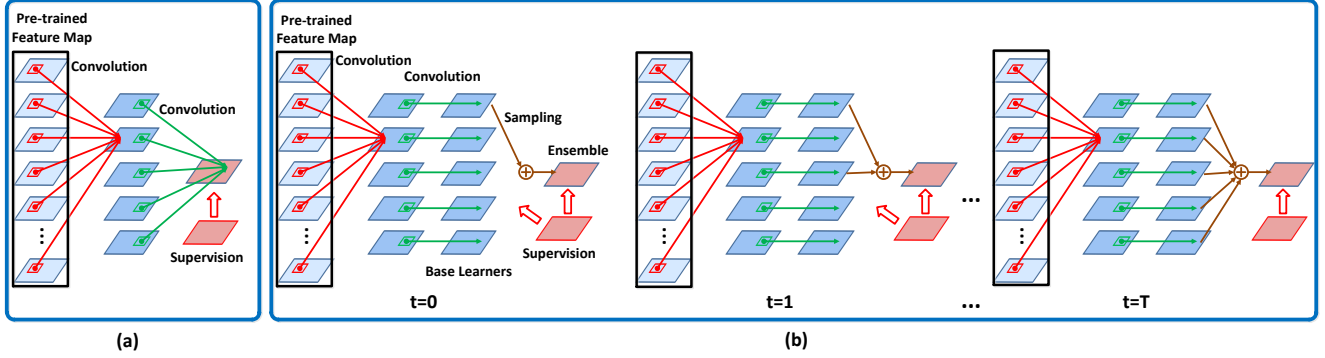 Pre-trained
Feature Map
Convolution
Convolution
Supervision
(a)
Pre-trained
Feature Map
Convolution
Convolution
Sampling
Ensemble
Supervision
Base Learners
t=0
t=1
...
...
t=T
(b)